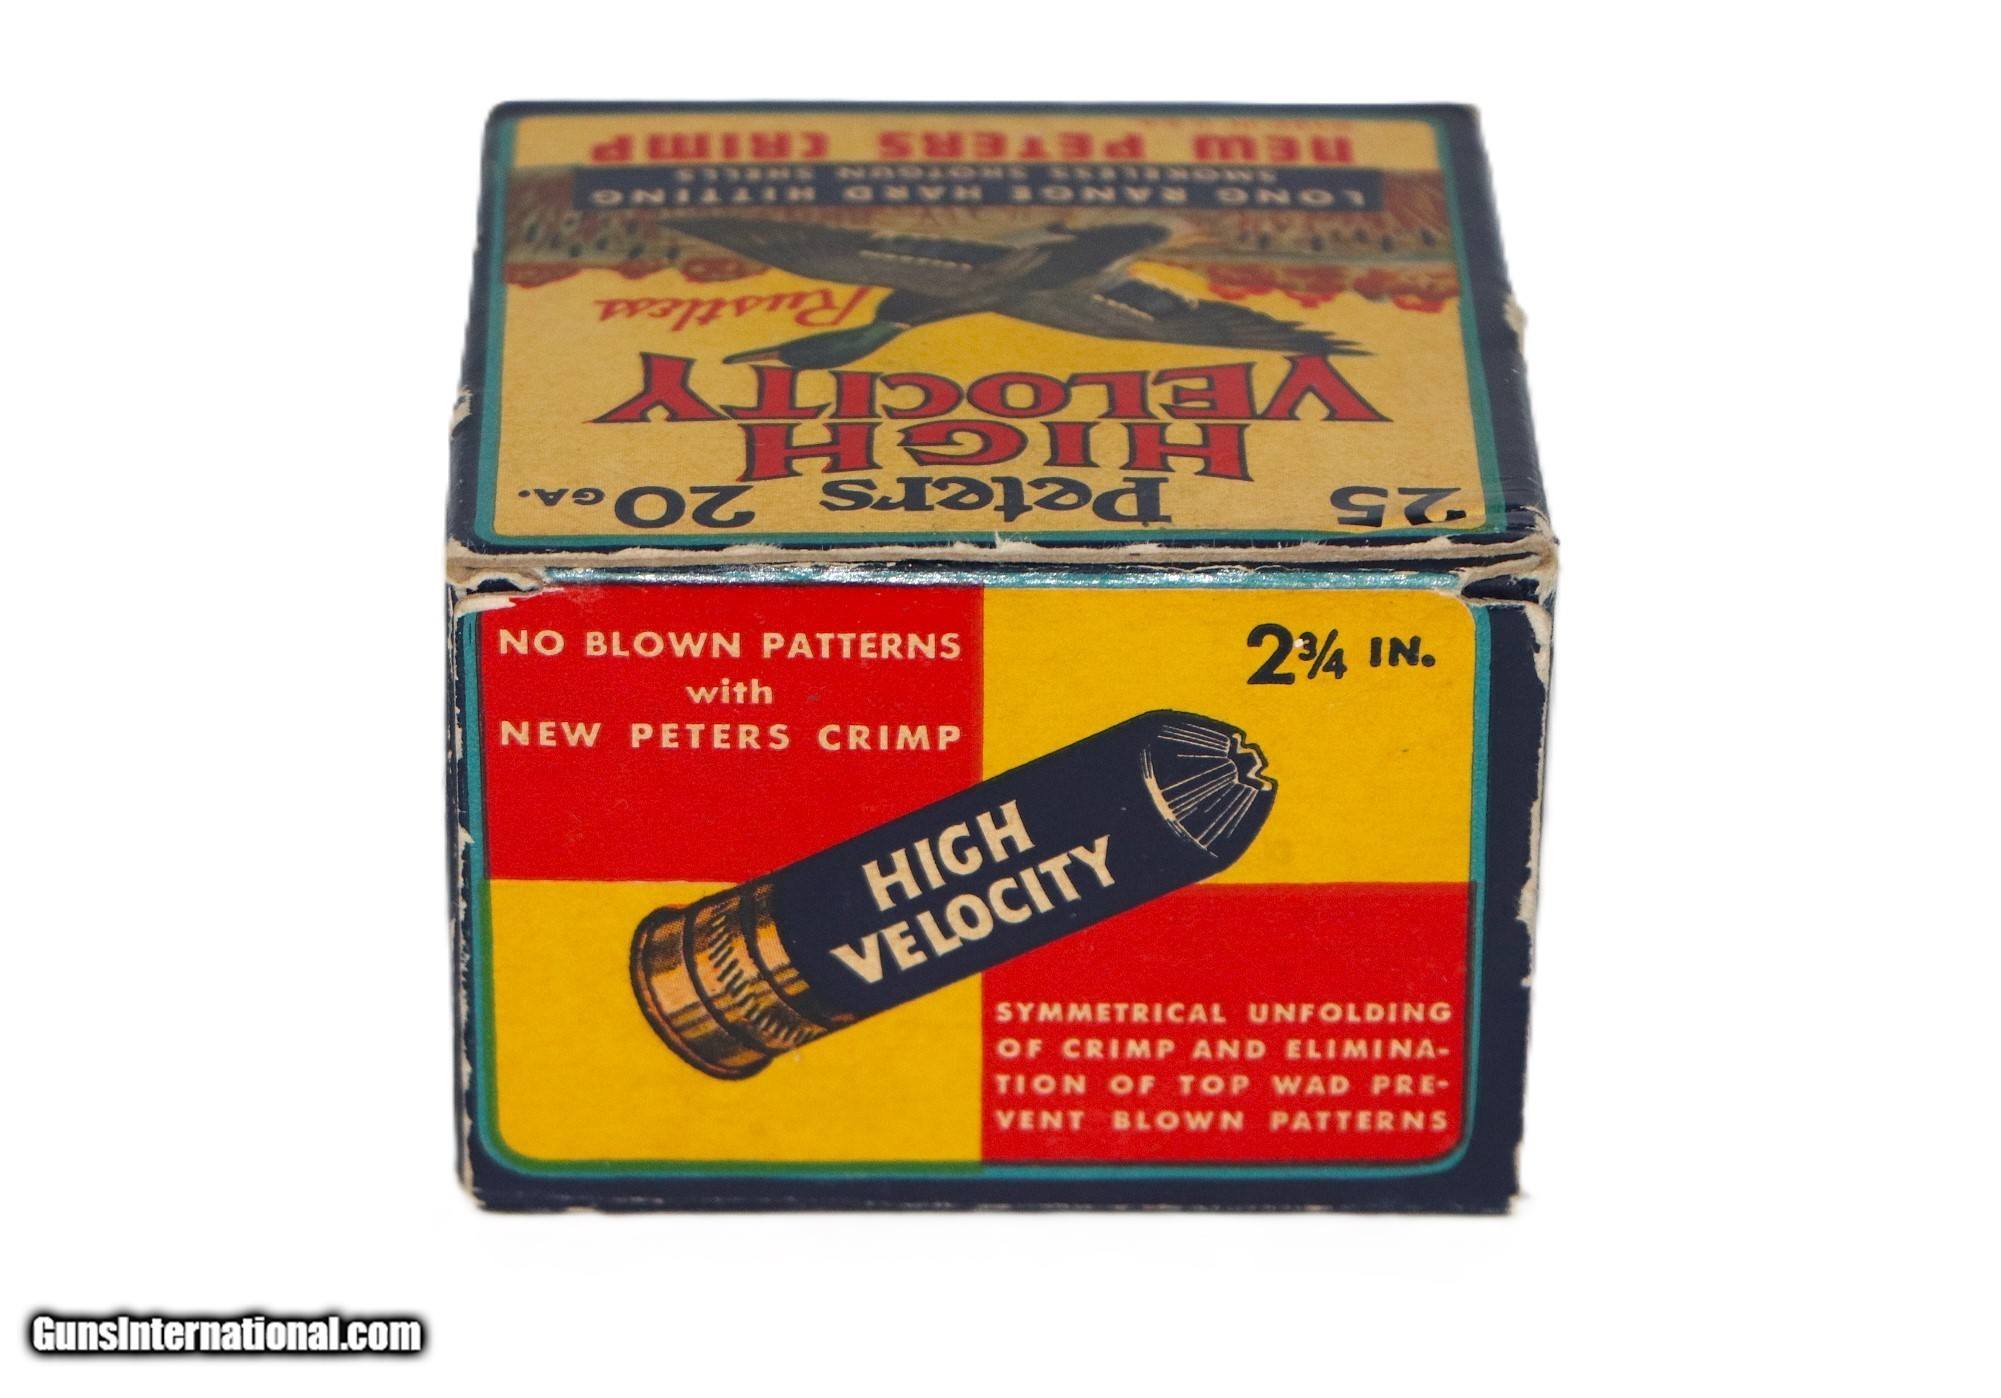 25 Peters 20 GA.
HIGH
VELOCITY
Rustless
LONG RANGE HARD HITTING
SMOKELESS SHOTGUN SHELLS
NEW PETERS CRIMP
NO BLOWN PATTERNS
with
NEW PETERS CRIMP
2 3/4 IN.
HIGH
VELOCITY
SYMMETRICAL UNFOLDING
OF CRIMP AND ELIMINA-
TION OF TOP WAD PRE-
VENT BLOWN PATTERNS
GunsInternational.com